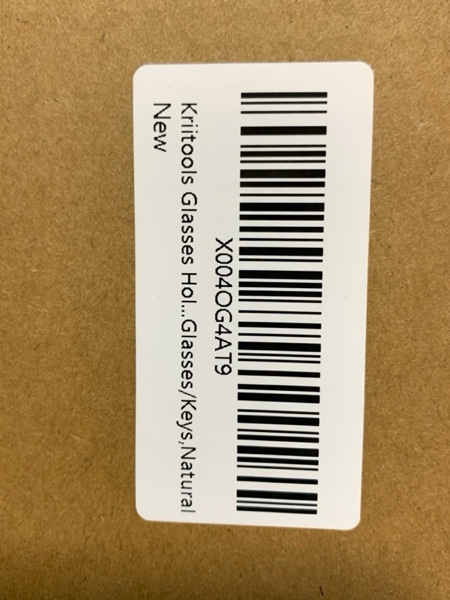 X004OG4AT9
Kriitools Glasses Hol...Glasses/Keys,Natural
New